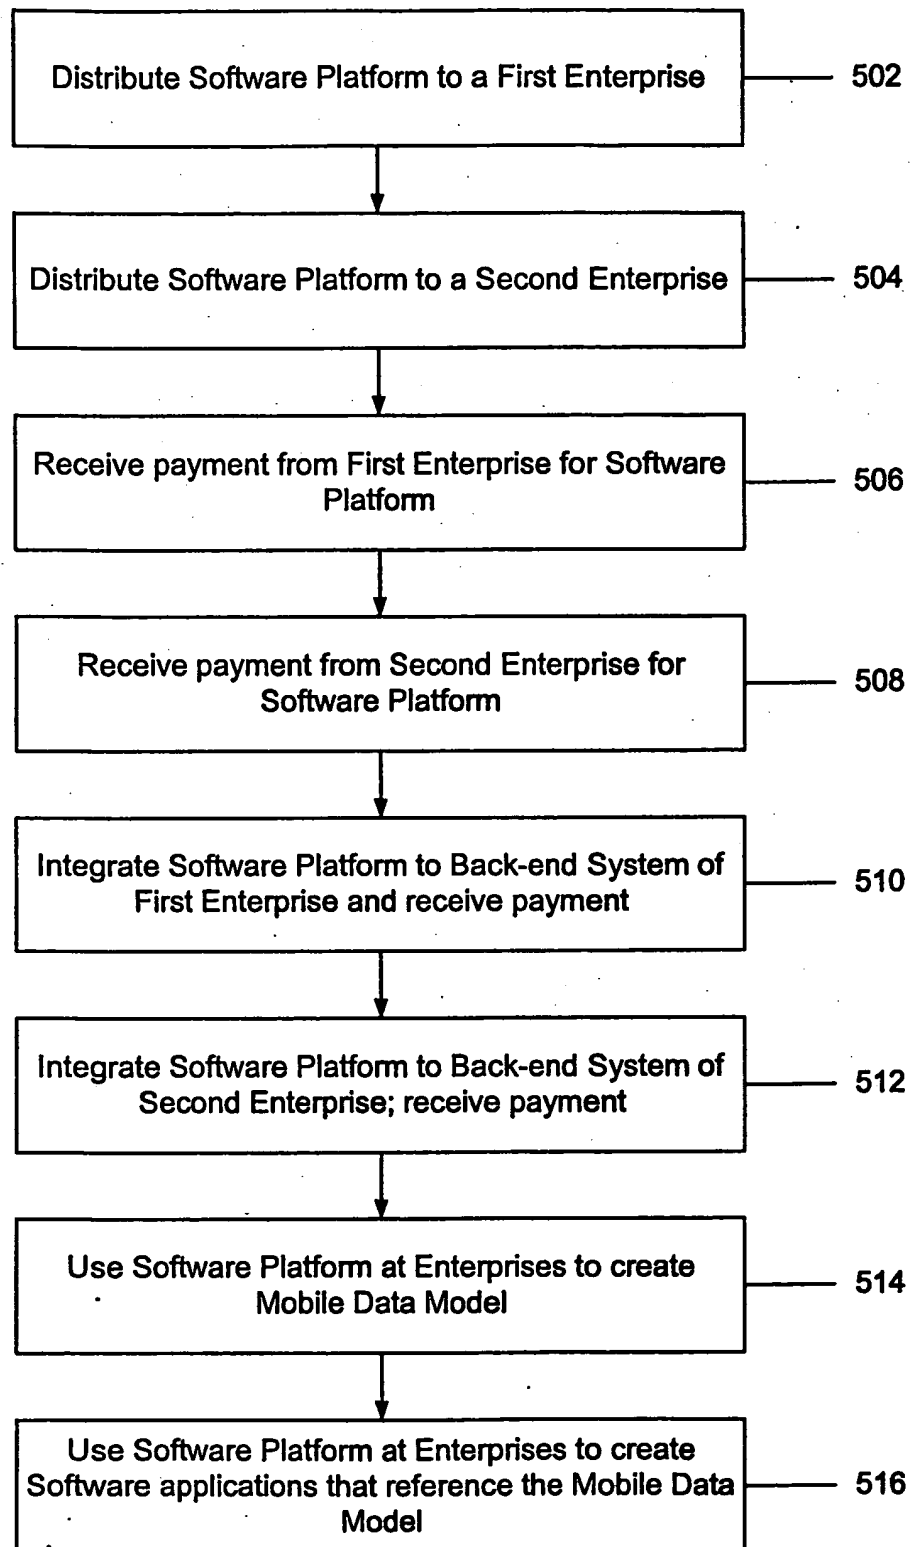 Distribute Software Platform to a First Enterprise
502
Distribute Software Platform to a Second Enterprise
504
Receive payment from First Enterprise for Software
Platform
506
Receive payment from Second Enterprise for
Software Platform
508
Integrate Software Platform to Back-end System of
First Enterprise and receive payment
510
Integrate Software Platform to Back-end System of
Second Enterprise; receive payment
512
Use Software Platform at Enterprises to create
Mobile Data Model
514
Use Software Platform at Enterprises to create
Software applications that reference the Mobile Data
Model
516